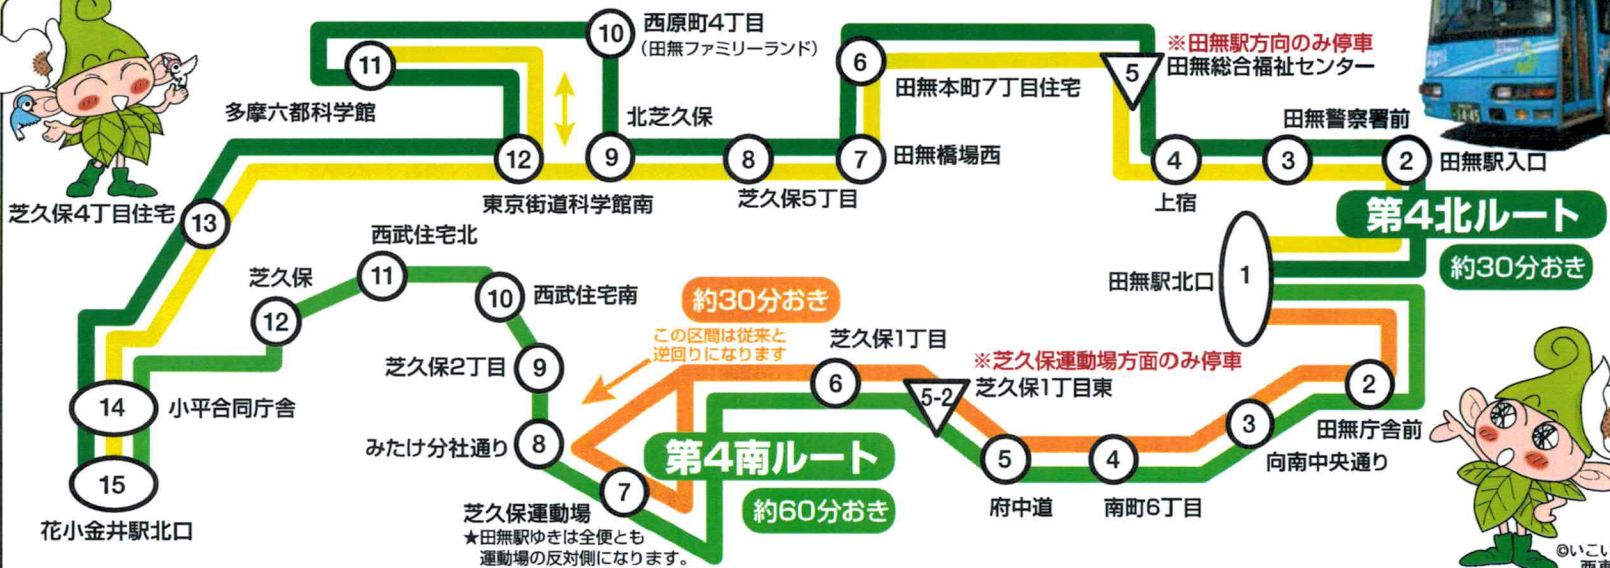 10
西原町4丁目
(田無ファミリーランド)
11
多摩六都科学館
6
田無本町7丁目住宅
5
※田無駅方向のみ停車
田無総合福祉センター
北芝久保
12
東京街道科学館南
9
8
芝久保5丁目
7
田無橋場西
4
上宿
3
田無警察署前
2
田無駅入口
第4北ルート
約30分おき
芝久保4丁目住宅
13
西武住宅北
11
芝久保
12
10
西武住宅南
約30分おき
この区間は従来と
逆回りになります
田無駅北口
1
芝久保2丁目
9
芝久保1丁目
6
※芝久保運動場方面のみ停車
芝久保1丁目東
5-2
2
田無庁舎前
14
小平合同庁舎
みたけ分社通り
8
第4南ルート
約60分おき
5
府中道
4
南町6丁目
3
向南中央通り
15
花小金井駅北口
7
芝久保運動場
★田無駅ゆきは全便とも
運動場の反対側になります。
©いこい
西東